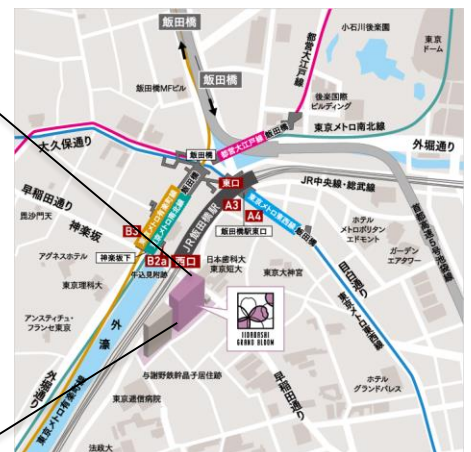 飯田橋
飯田橋
小石川後楽園
東京
ドーム
都営大江戸線
飯田橋MFビル
後楽国際
ビルディング
飯田橋
東京メトロ南北線
外堀通り
大久保通り
飯田橋
都営大江戸線
飯田橋
JR中央線・総武線
早稲田通り
毘沙門天
神楽坂
東口
A3
A4
飯田橋駅東口
東京メトロ東西線
飯田橋
JR飯田橋駅
東京メトロ有楽町線
東京メトロ南北線
B3
アグネスホテル
神楽坂下
B2a
西口
日本歯科大
東京短大
牛込見附跡
東京理科大
東京大神宮
ホテル
メトロポリタン
エドモント
ガーデン
エアタワー
首都高速5号池袋線
目白通り
東京メトロ東西線
アンスティチュ・
フランセ東京
外濠
IIDABASHI
GRAND BLOOM
与謝野鉄幹晶子居住跡
早稲田通り
ホテル
グランドパレス
外堀通り
東京メトロ有楽町線
東京逓信病院
法政大